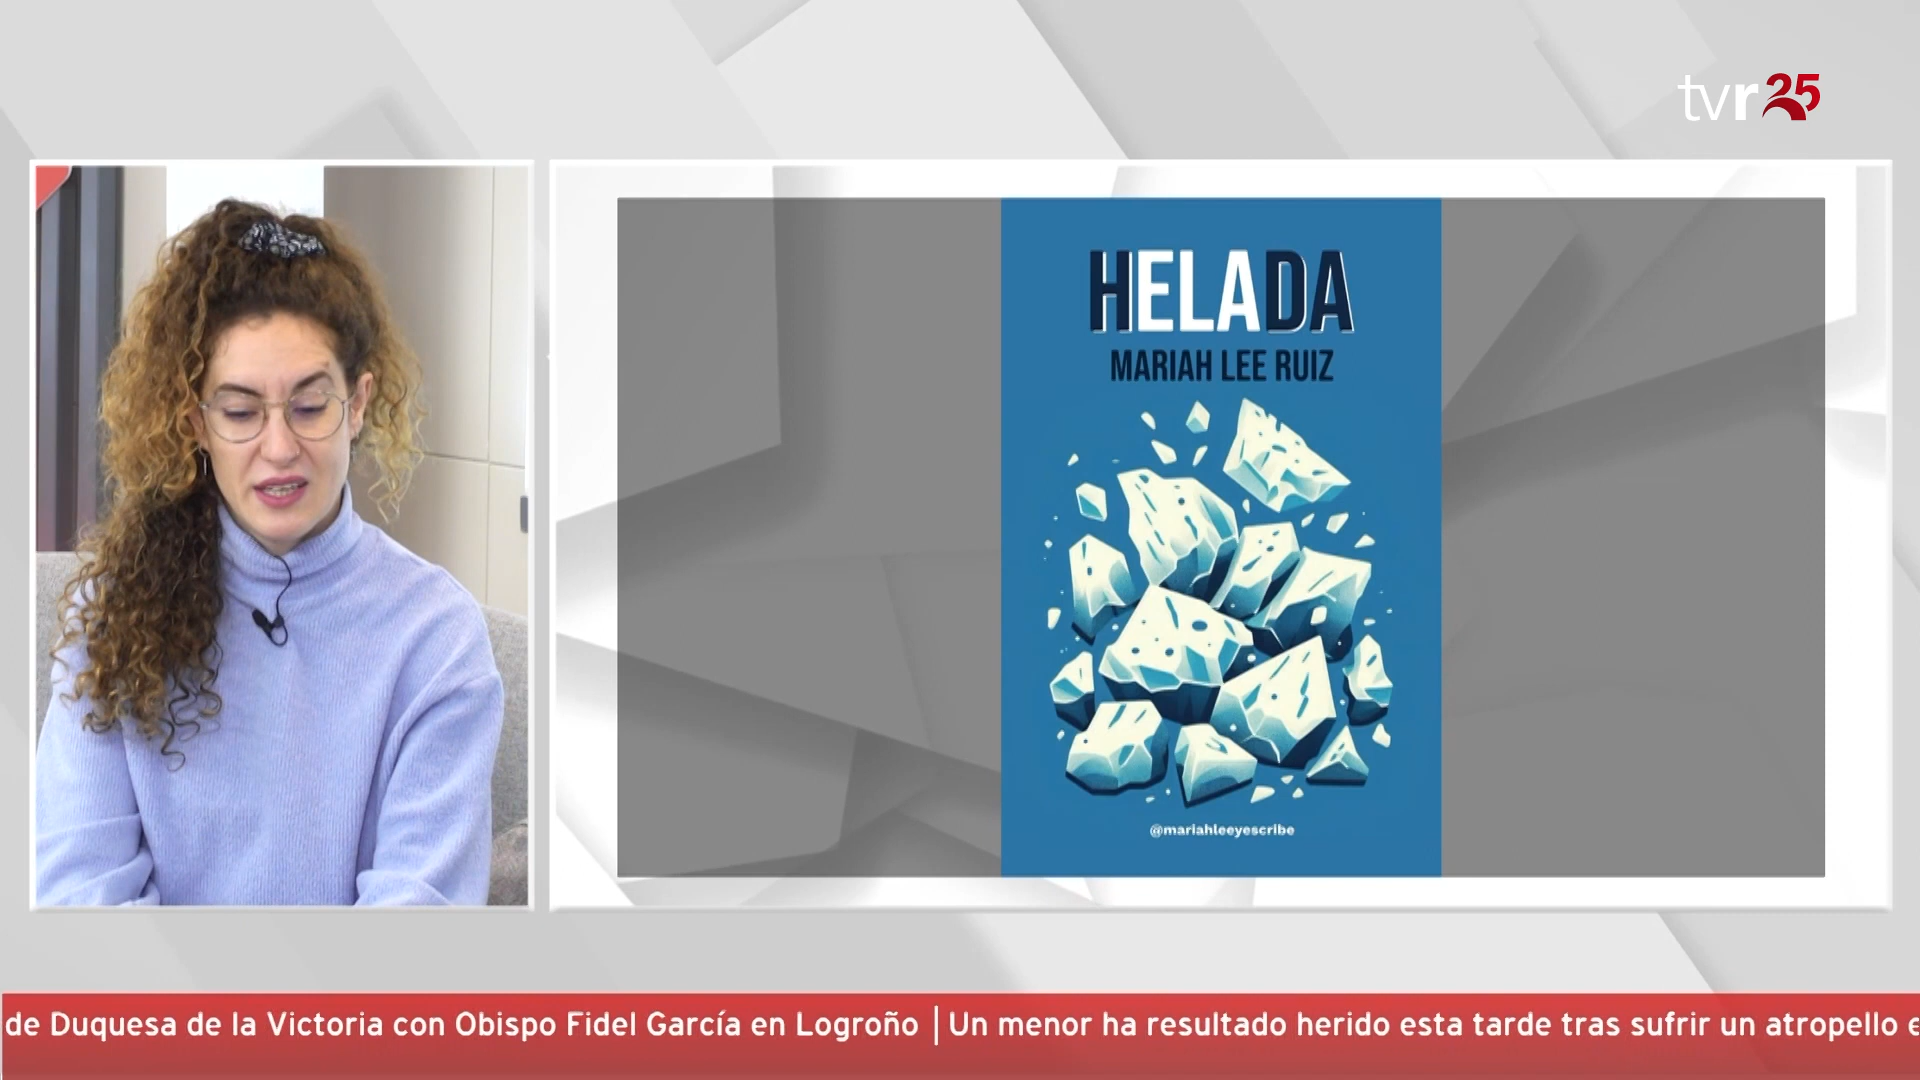 tvr25
HELADA
MARIAH LEE RUIZ
@mariahleeyescribe
de Duquesa de la Victoria con Obispo Fidel García en Logroño | Un menor ha resultado herido esta tarde tras sufrir un atropello e